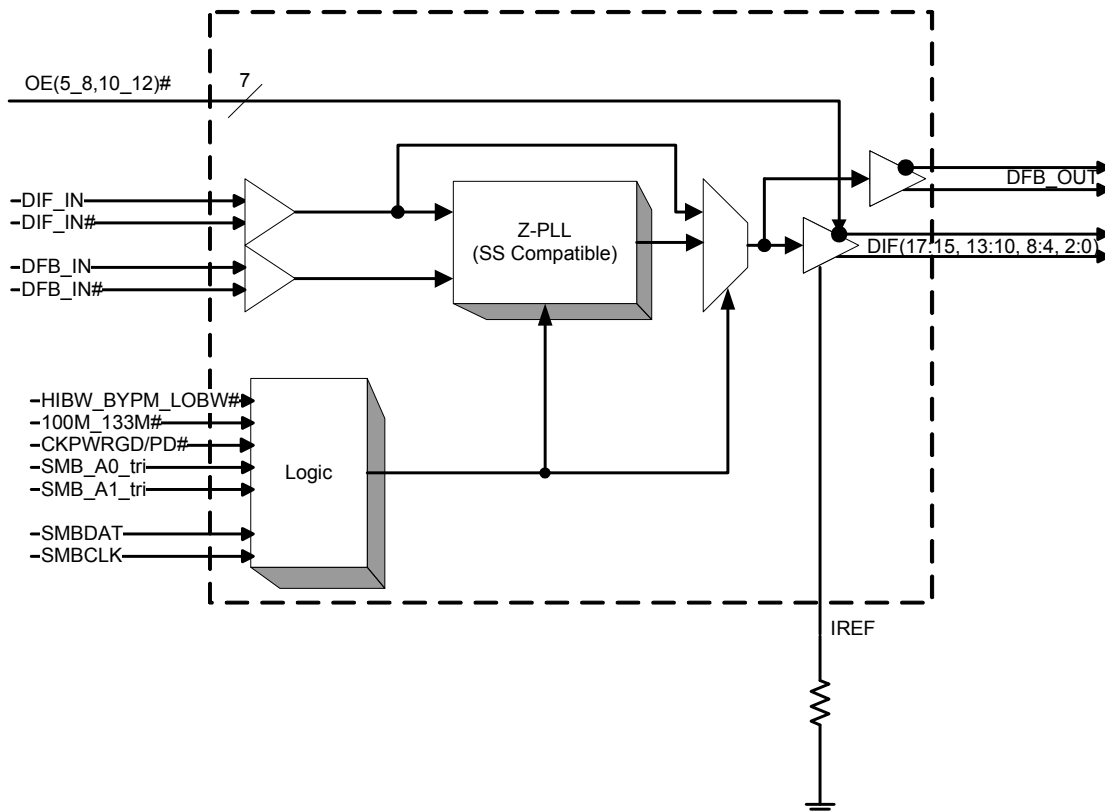 OE(5_8,10_12)#
7
DIF_IN
DIF_IN#
DFB_IN
DFB_IN#
Z-PLL
(SS Compatible)
DFB_OUT
DIF(17:15, 13:10, 8:4, 2:0)
HIBW_BYPM_LOBW#
100M_133M#
CKPWRGD/PD#
SMB_A0_tri
SMB_A1_tri
SMBDAT
SMBCLK
Logic
IREF